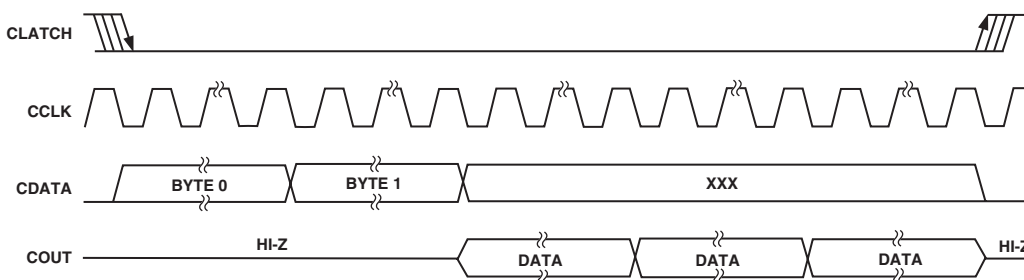 CLATCH
CCLK
CDATA BYTE 0 BYTE 1 XXX
COUT HI-Z DATA DATA DATA HI-Z